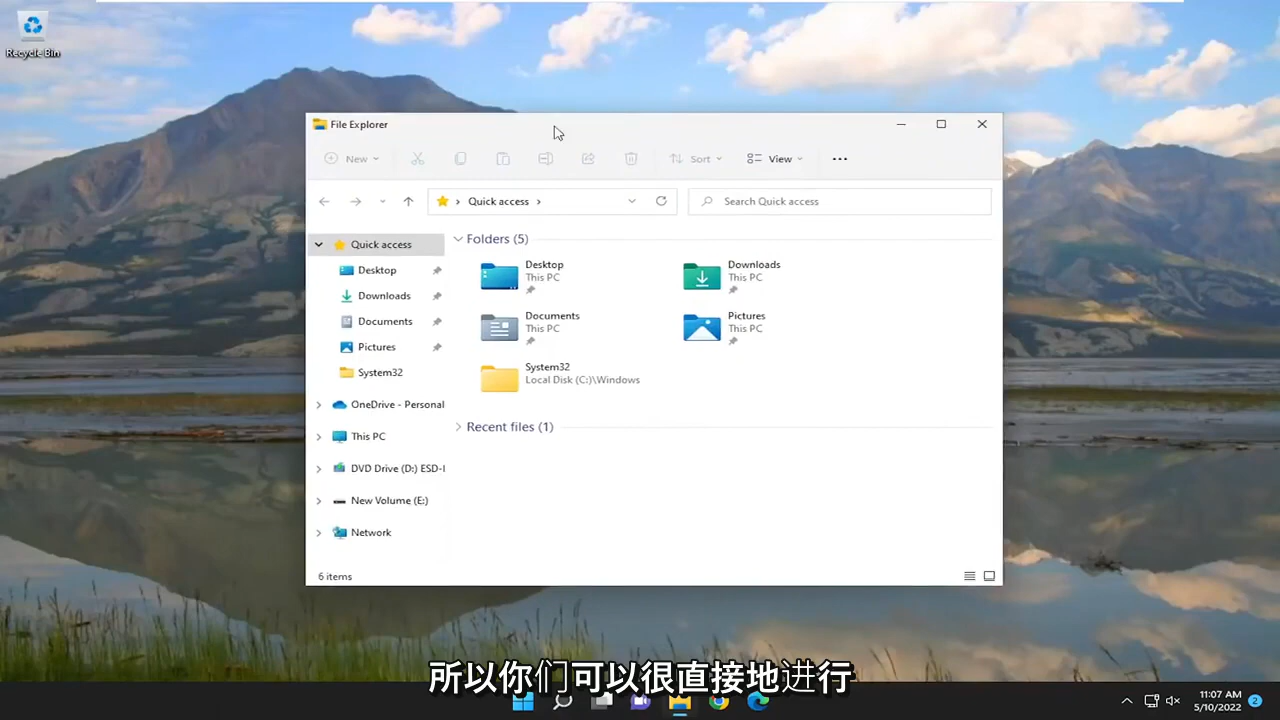 Recycle Bin
File Explorer
New
Sort
View
Quick access
Search Quick access
Quick access
Desktop
Downloads
Documents
Pictures
System32
OneDrive - Personal
This PC
DVD Drive (D:) ESD-I
New Volume (E:)
Network
Folders (5)
Desktop
This PC
Downloads
This PC
Documents
This PC
Pictures
This PC
System32
Local Disk (C:)\Windows
Recent files (1)
6 items
所以你们可以很直接地进行
11:07 AM
5/10/2022
2